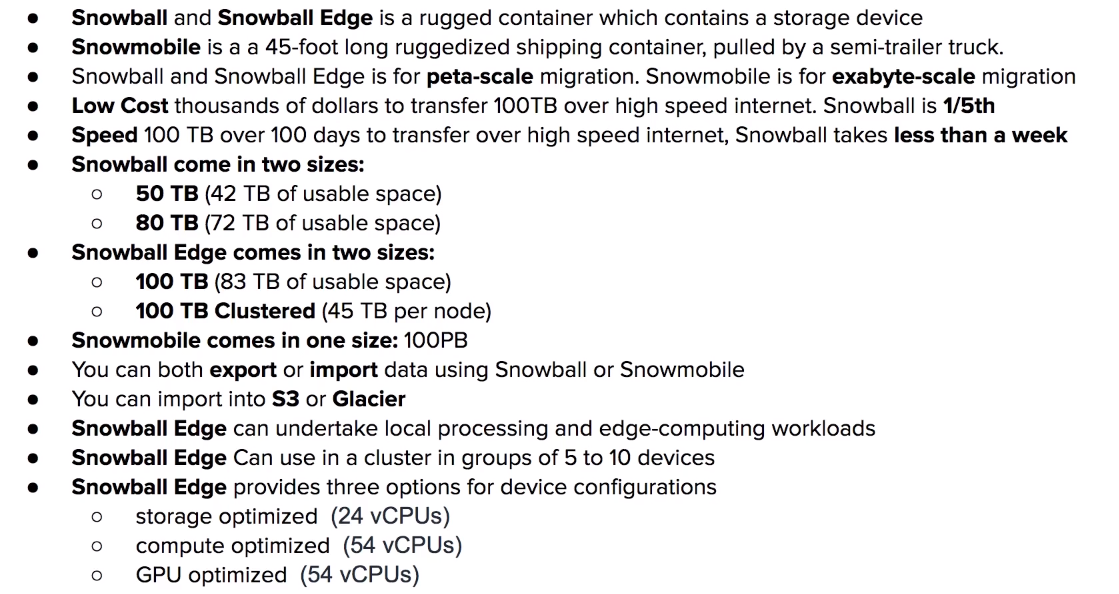 ● Snowball and Snowball Edge is a rugged container which contains a storage device
● Snowmobile is a a 45-foot long ruggedized shipping container, pulled by a semi-trailer truck.
● Snowball and Snowball Edge is for peta-scale migration. Snowmobile is for exabyte-scale migration
● Low Cost thousands of dollars to transfer 100TB over high speed internet. Snowball is 1/5th
● Speed 100 TB over 100 days to transfer over high speed internet, Snowball takes less than a week
● Snowball come in two sizes:
○ 50 TB (42 TB of usable space)
○ 80 TB (72 TB of usable space)
● Snowball Edge comes in two sizes:
○ 100 TB (83 TB of usable space)
○ 100 TB Clustered (45 TB per node)
● Snowmobile comes in one size: 100PB
● You can both export or import data using Snowball or Snowmobile
● You can import into S3 or Glacier
● Snowball Edge can undertake local processing and edge-computing workloads
● Snowball Edge Can use in a cluster in groups of 5 to 10 devices
● Snowball Edge provides three options for device configurations
○ storage optimized (24 vCPUs)
○ compute optimized (54 vCPUs)
○ GPU optimized (54 vCPUs)